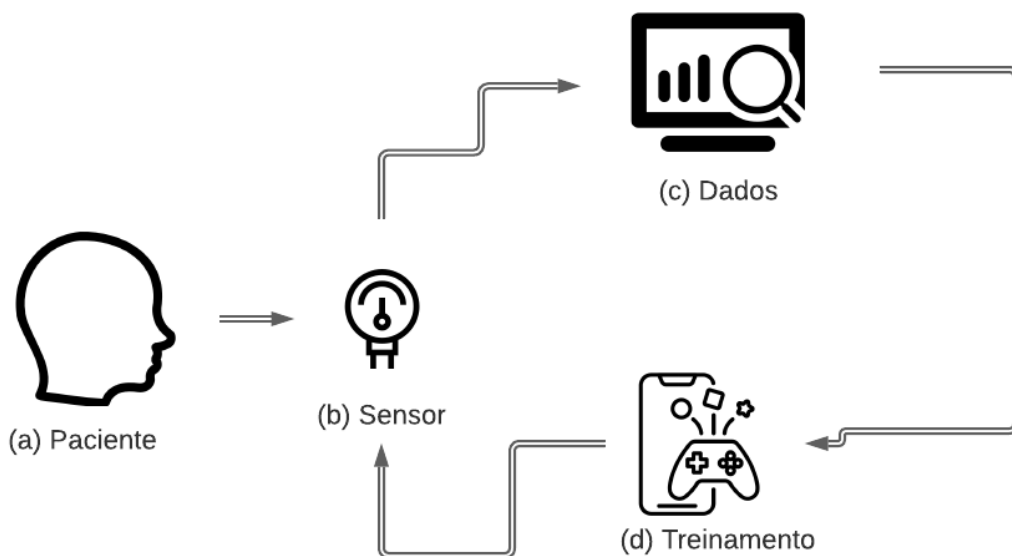 (c) Dados
(a) Paciente
(b) Sensor
(d) Treinamento